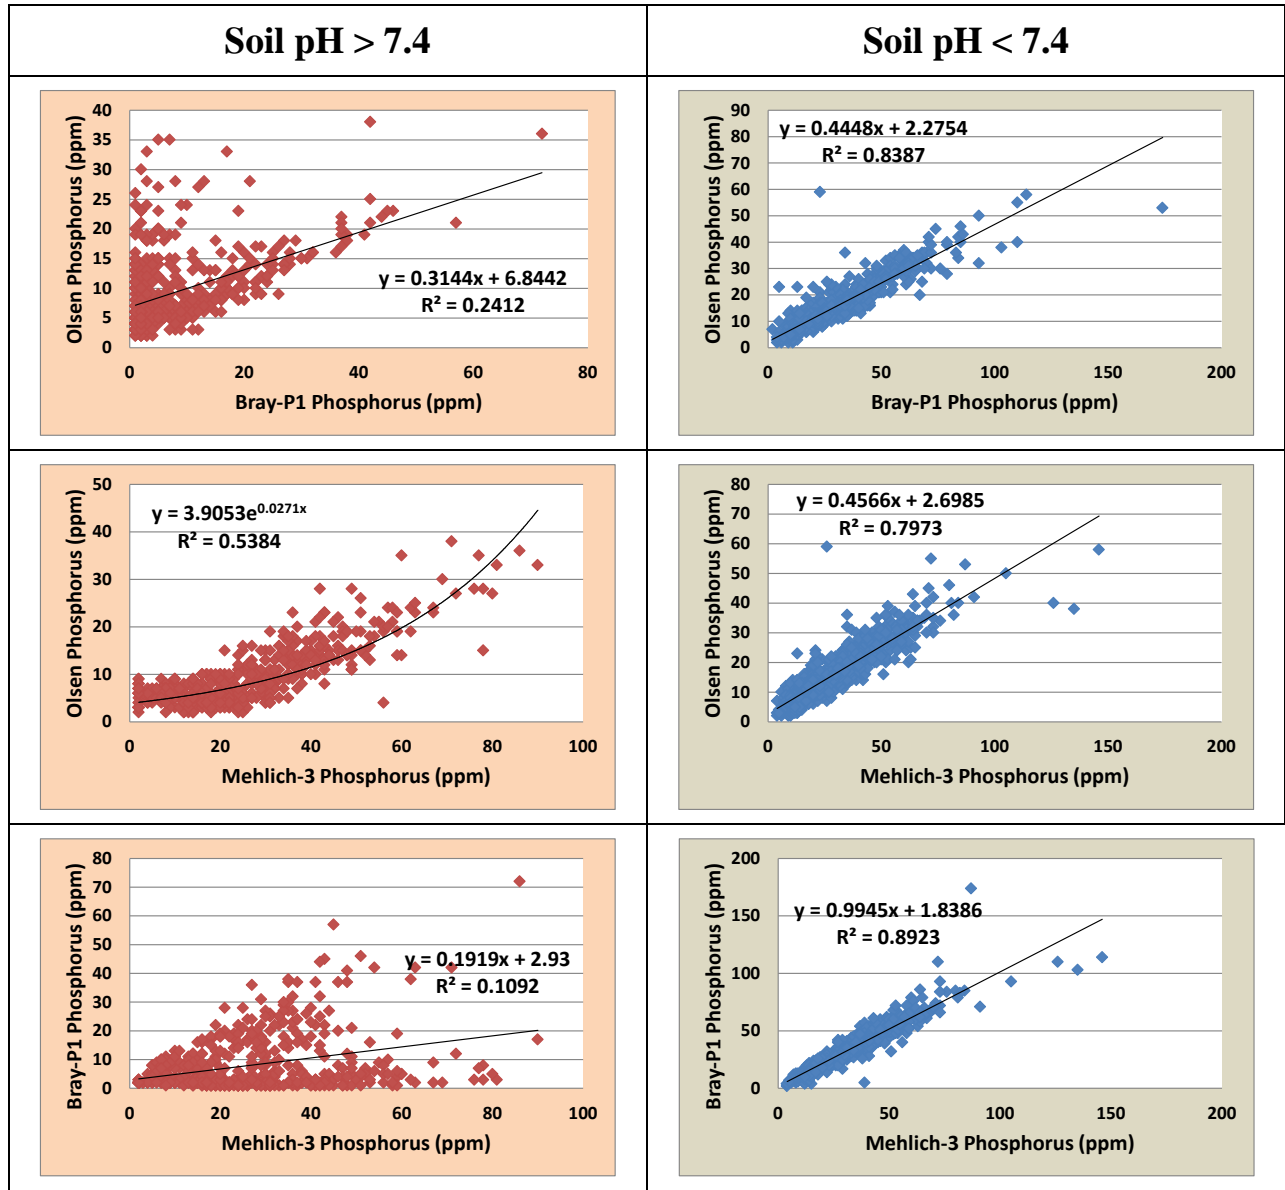 Soil pH > 7.4
Soil pH < 7.4
40
35
30
25
20
15
10
5
0
Olsen Phosphorus (ppm)
y = 0.3144x + 6.8442
R² = 0.2412
0 20 40 60 80
Bray-P1 Phosphorus (ppm)
90
80
70
60
50
40
30
20
10
0
Olsen Phosphorus (ppm)
y = 0.4448x + 2.2754
R² = 0.8387
0 50 100 150 200
Bray-P1 Phosphorus (ppm)
50
40
30
20
10
0
Olsen Phosphorus (ppm)
y = 3.9053e^0.0271x
R² = 0.5384
0 20 40 60 80 100
Mehlich-3 Phosphorus (ppm)
80
70
60
50
40
30
20
10
0
Olsen Phosphorus (ppm)
y = 0.4566x + 2.6985
R² = 0.7973
0 50 100 150 200
Mehlich-3 Phosphorus (ppm)
80
70
60
50
40
30
20
10
0
Bray-P1 Phosphorus (ppm)
y = 0.1919x + 2.93
R² = 0.1092
0 20 40 60 80 100
Mehlich-3 Phosphorus (ppm)
200
150
100
50
0
Bray-P1 Phosphorus (ppm)
y = 0.9945x + 1.8386
R² = 0.8923
0 50 100 150 200
Mehlich-3 Phosphorus (ppm)